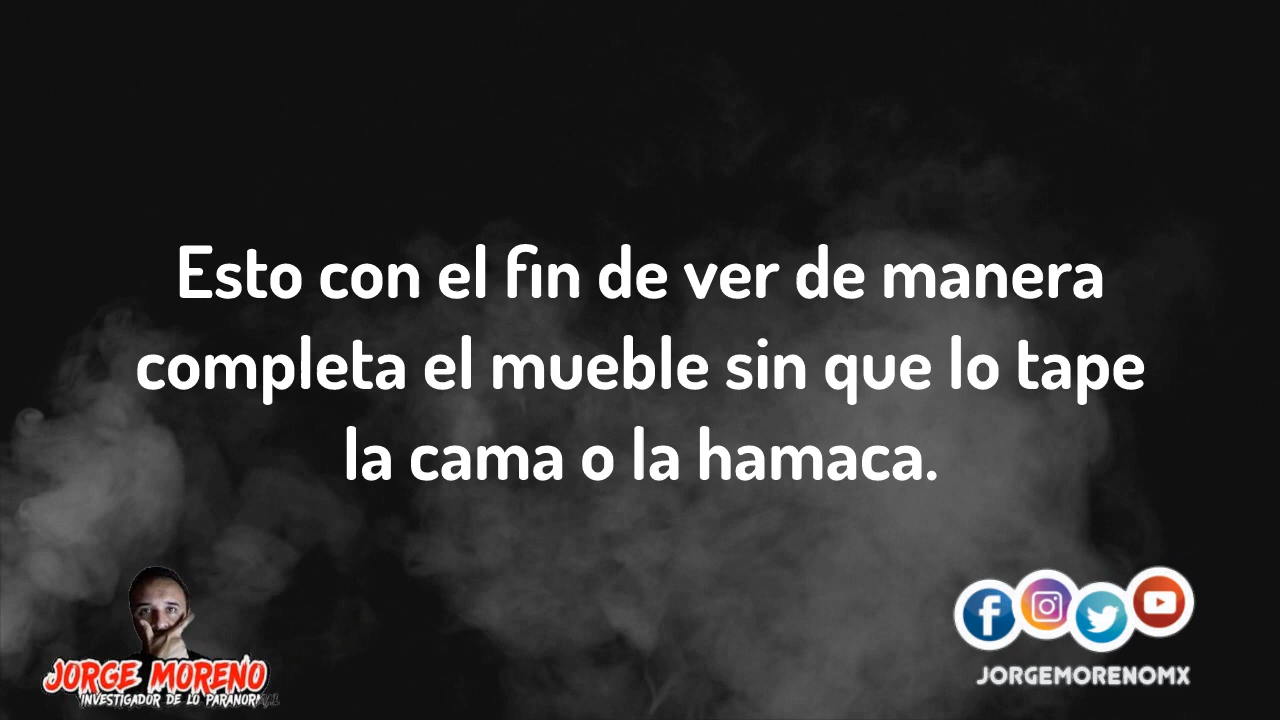 Esto con el fin de ver de manera
completa el mueble sin que lo tape
la cama o la hamaca.
JORGE MORENO
INVESTIGADOR DE LO PARANORMAL
JORGEMORENOMX